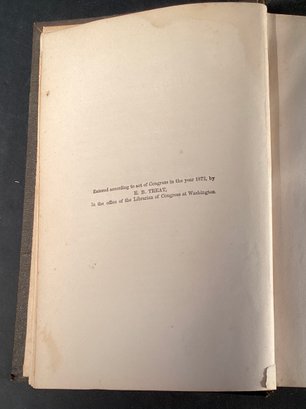 Entered according to act of Congress in the year 1872, by
E. B. TREAT,
In the office of the Librarian of Congress at Washington.